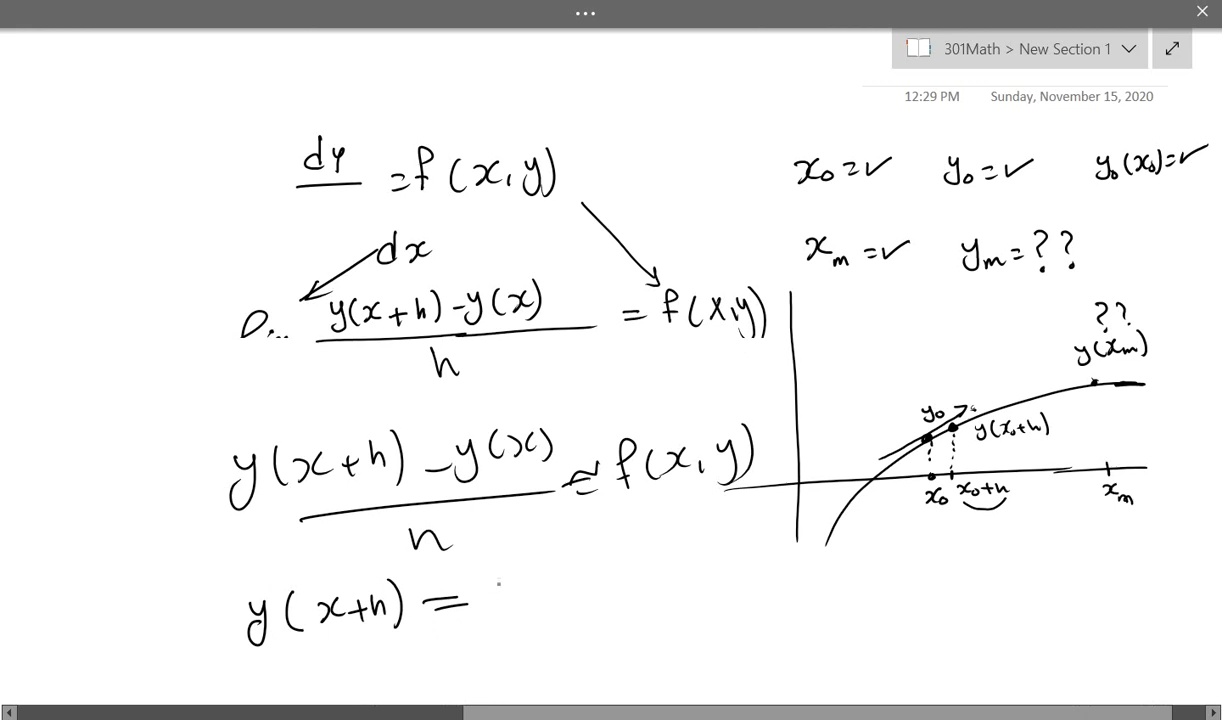 301Math > New Section 1
12:29 PM Sunday, November 15, 2020
dy
= f(x, y)
dx
y(x+h) - y(x)
= f(x,y)
h
y(x+h) - y(x)
≈ f(x, y)
h
y(x+h) =
x₀ = ✓ y₀ = ✓ y₀(x₀) = ✓
xₘ = ✓ yₘ = ??
??
y(xₘ)
y₀
y(x₀+h)
x₀ x₀+h xₘ